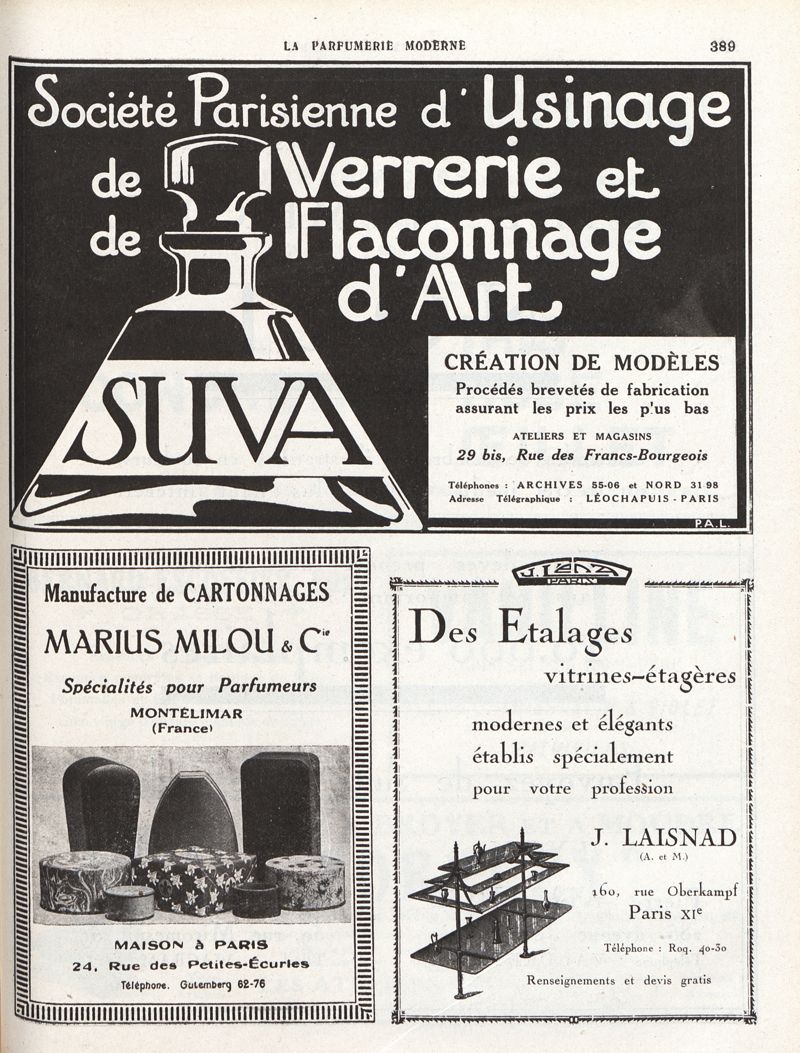 LA PARFUMERIE MODERNE
389
Société Parisienne d'Usinage
de Verrerie et
de Flaconnage
d'Art
SUVA
CRÉATION DE MODÈLES
Procédés brevetés de fabrication
assurant les prix les p'us bas
ATELIERS ET MAGASINS
29 bis, Rue des Francs-Bourgeois
Téléphones : ARCHIVES 55-06 et NORD 31 98
Adresse Télégraphique : LÉOCHAPUIS - PARIS
P.A.L.
Manufacture de CARTONNAGES
MARIUS MILOU & Cie
Spécialités pour Parfumeurs
MONTÉLIMAR
(France)
MAISON à PARIS
24, Rue des Petites-Écuries
Téléphone. Gutemberg 62-76
PARIS
Des Etalages
vitrines-étagères
modernes et élégants
établis spécialement
pour votre profession
J. LAISNAD
(A. et M.)
160, rue Oberkampf
Paris XIe
Téléphone : Roq. 40-30
Renseignements et devis gratis